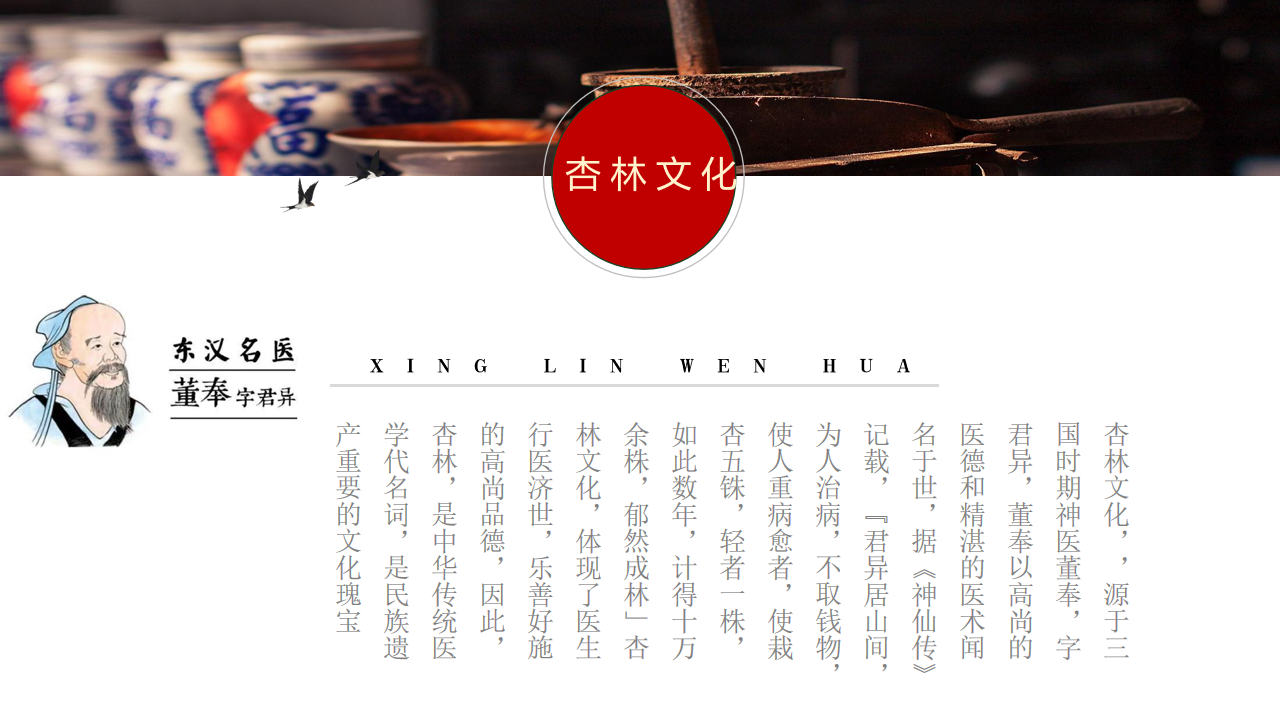 福
福
杏林文化
东汉名医
董奉字君异
XING LIN WEN HUA
杏林文化，，源于三
国时期神医董奉，字
君异，董奉以高尚的
医德和精湛的医术闻
名于世，据《神仙传》
记载，『君异居山间，
为人治病，不取钱物，
使人重病愈者，使栽
杏五铢，轻者一株，
如此数年，计得十万
余株，郁然成林」杏
林文化，体现了医生
行医济世，乐善好施
的高尚品德，因此，
杏林，是中华传统医
学代名词，是民族遗
产重要的文化瑰宝